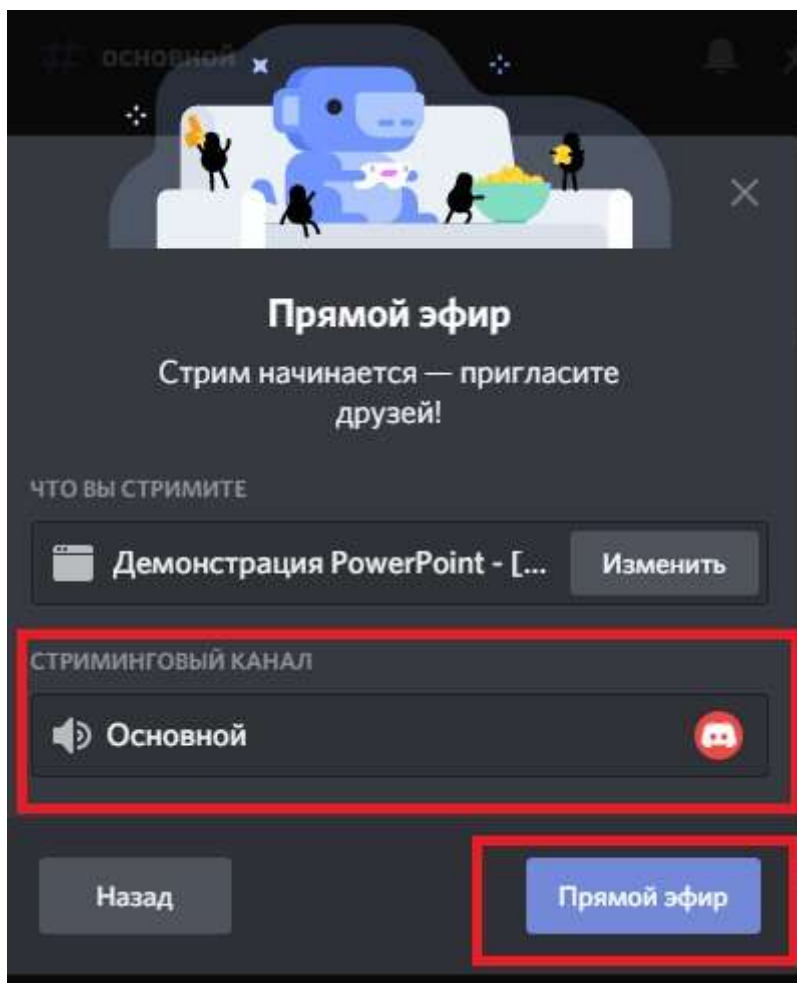 # основной
Прямой эфир
Стрим начинается — пригласите
друзей!
ЧТО ВЫ СТРИМИТЕ
Демонстрация PowerPoint - [... Изменить
СТРИМИНГОВЫЙ КАНАЛ
Основной
Назад Прямой эфир